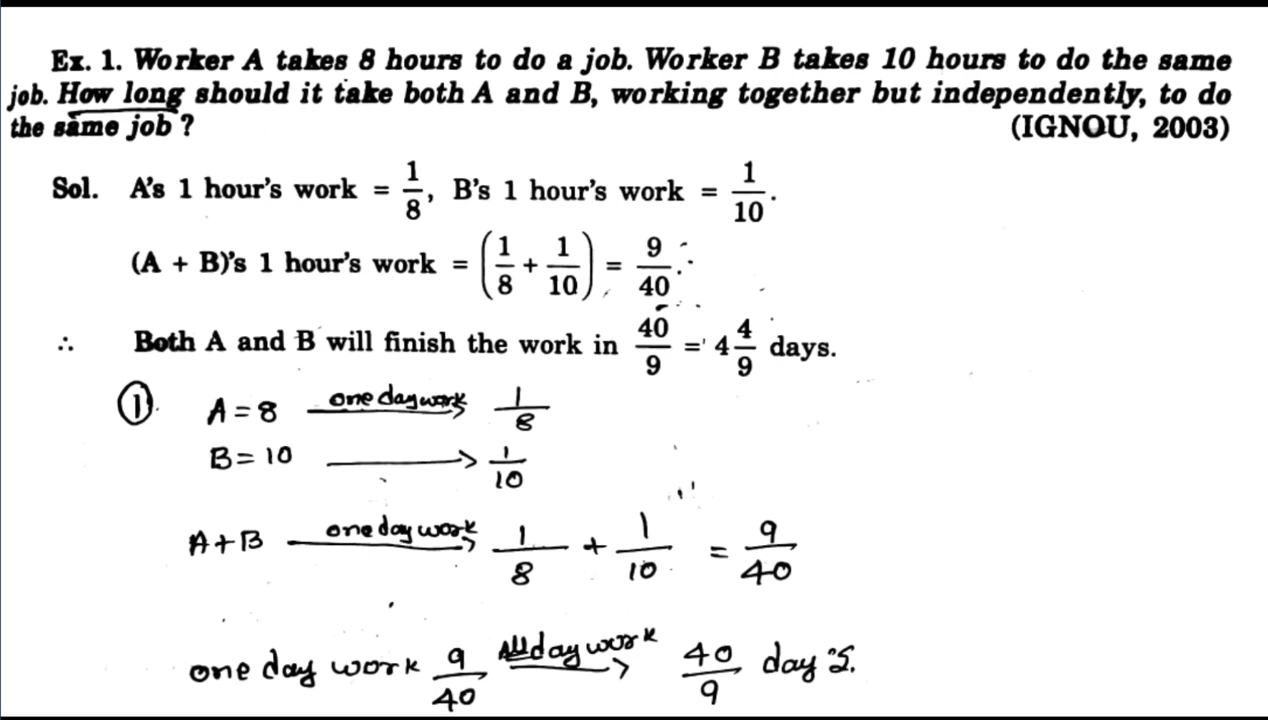 Ex. 1. Worker A takes 8 hours to do a job. Worker B takes 10 hours to do the same
job. How long should it take both A and B, working together but independently, to do
the same job ? (IGNOU, 2003)
Sol. A's 1 hour's work = 1/8, B's 1 hour's work = 1/10.
(A + B)'s 1 hour's work = (1/8 + 1/10) = 9/40.
∴ Both A and B will finish the work in 40/9 = 4 4/9 days.
① A = 8 one day work → 1/8
B = 10 → 1/10
A + B one day work → 1/8 + 1/10 = 9/40
one day work 9/40 All day work → 40/9 day's.